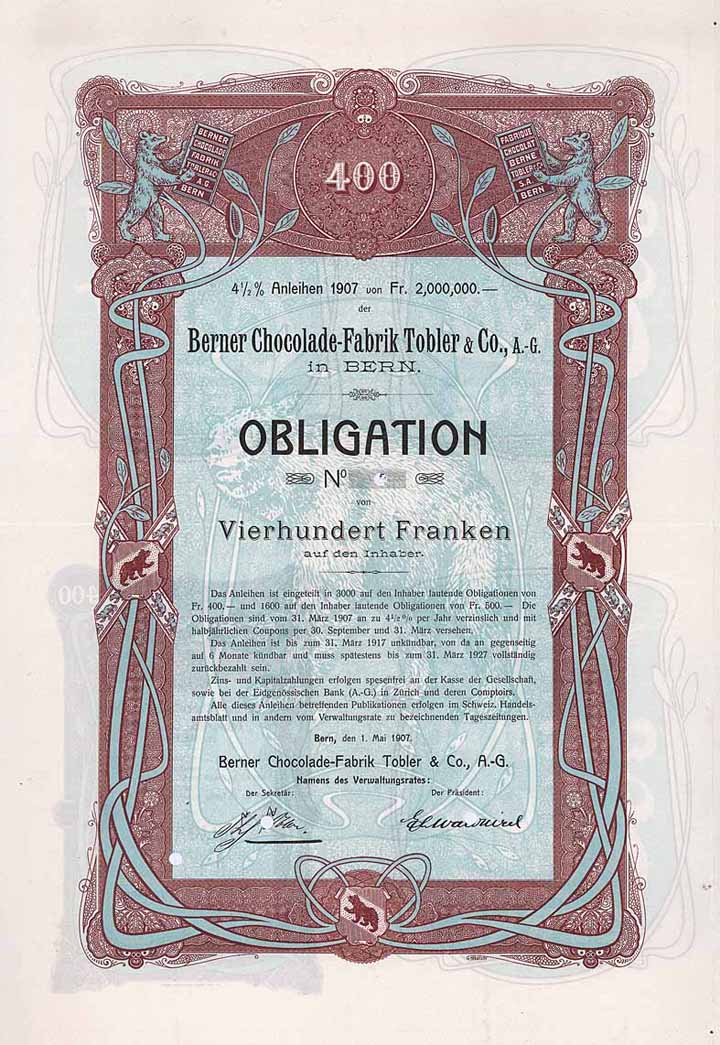 BERNER
CHOCOLADE
FABRIK
TOBLER & Co
A.G
BERN
FABRIQUE
CHOCOLAT
BERNE
TOBLER & Co
S.A.
BERN
400
4½% Anleihen 1907 von Fr. 2,000,000.—
der
Berner Chocolade-Fabrik Tobler & Co., A.-G.
in BERN.
OBLIGATION
No
von
Vierhundert Franken
auf den Inhaber.
Das Anleihen ist eingeteilt in 3000 auf den Inhaber lautende Obligationen von
Fr. 400.— und 1600 auf den Inhaber lautende Obligationen von Fr. 500.— Die
Obligationen sind vom 31. März 1907 an zu 4½% per Jahr verzinslich und mit
halbjährlichen Coupons per 30. September und 31. März versehen.
Das Anleihen ist bis zum 31. März 1917 unkündbar, von da an gegenseitig
auf 6 Monate kündbar und muss spätestens bis zum 31. März 1927 vollständig
zurückbezahlt sein.
Zins- und Kapitalzahlungen erfolgen spesenfrei an der Kasse der Gesellschaft,
sowie bei der Eidgenössischen Bank (A.-G.) in Zürich und deren Comptoirs.
Alle dieses Anleihen betreffenden Publikationen erfolgen im Schweiz. Handels-
amtsblatt und in andern vom Verwaltungsrate zu bezeichnenden Tageszeitungen.
Bern, den 1. Mai 1907.
Berner Chocolade-Fabrik Tobler & Co., A.-G.
Namens des Verwaltungsrates:
Der Sekretär: Der Präsident:
400